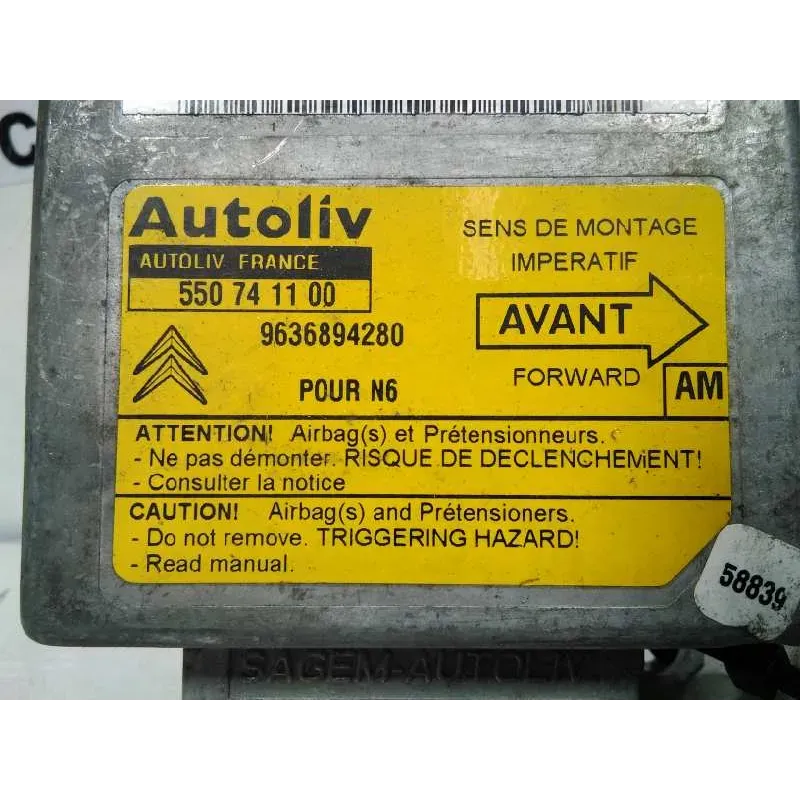 C
Autoliv
AUTOLIV FRANCE
550 74 11 00
9636894280
POUR N6
SENS DE MONTAGE
IMPERATIF
AVANT
FORWARD
AM
ATTENTION! Airbag(s) et Prétensionneurs.
- Ne pas démonter. RISQUE DE DECLENCHEMENT!
- Consulter la notice
CAUTION! Airbag(s) and Prétensioners.
- Do not remove. TRIGGERING HAZARD!
- Read manual.
58839
SAGEM-AUTOLIV